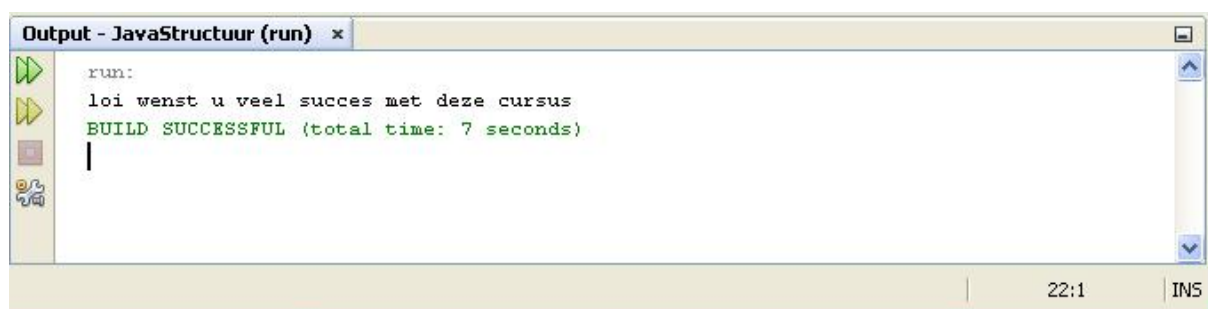 Output - JavaStructuur (run) x
run:
loi wenst u veel succes met deze cursus
BUILD SUCCESSFUL (total time: 7 seconds)
22:1 INS